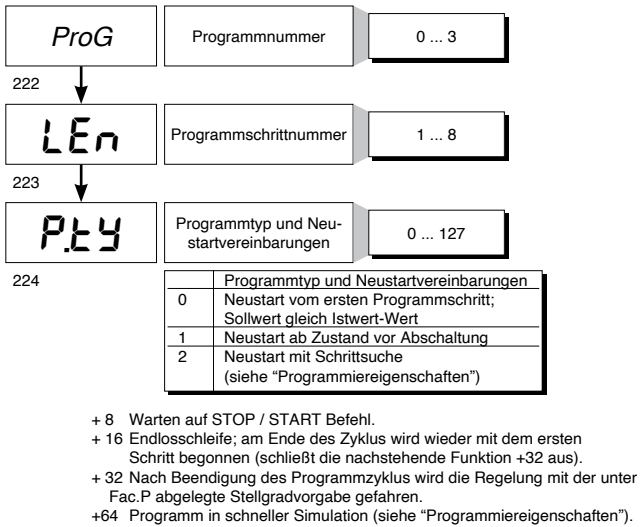 ProG Programmnummer 0 ... 3
222
LEn Programmschrittnummer 1 ... 8
223
P.tY Programmtyp und Neu-
startvereinbarungen 0 ... 127
224
Programmtyp und Neustartvereinbarungen
0 Neustart vom ersten Programmschritt;
Sollwert gleich Istwert-Wert
1 Neustart ab Zustand vor Abschaltung
2 Neustart mit Schrittsuche
(siehe “Programmiereigenschaften”)
+ 8 Warten auf STOP / START Befehl.
+ 16 Endlosschleife; am Ende des Zyklus wird wieder mit dem ersten
Schritt begonnen (schließt die nachstehende Funktion +32 aus).
+ 32 Nach Beendigung des Programmzyklus wird die Regelung mit der unter
Fac.P abgelegte Stellgradvorgabe gefahren.
+64 Programm in schneller Simulation (siehe “Programmiereigenschaften”).